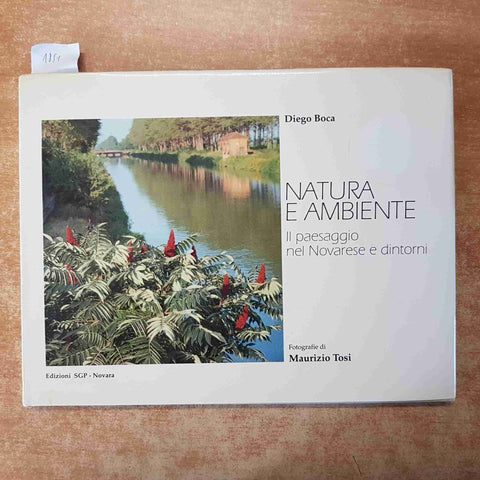 Diego Boca
NATURA
E AMBIENTE
Il paesaggio
nel Novarese e dintorni
Fotografie di
Maurizio Tosi
Edizioni SGP - Novara